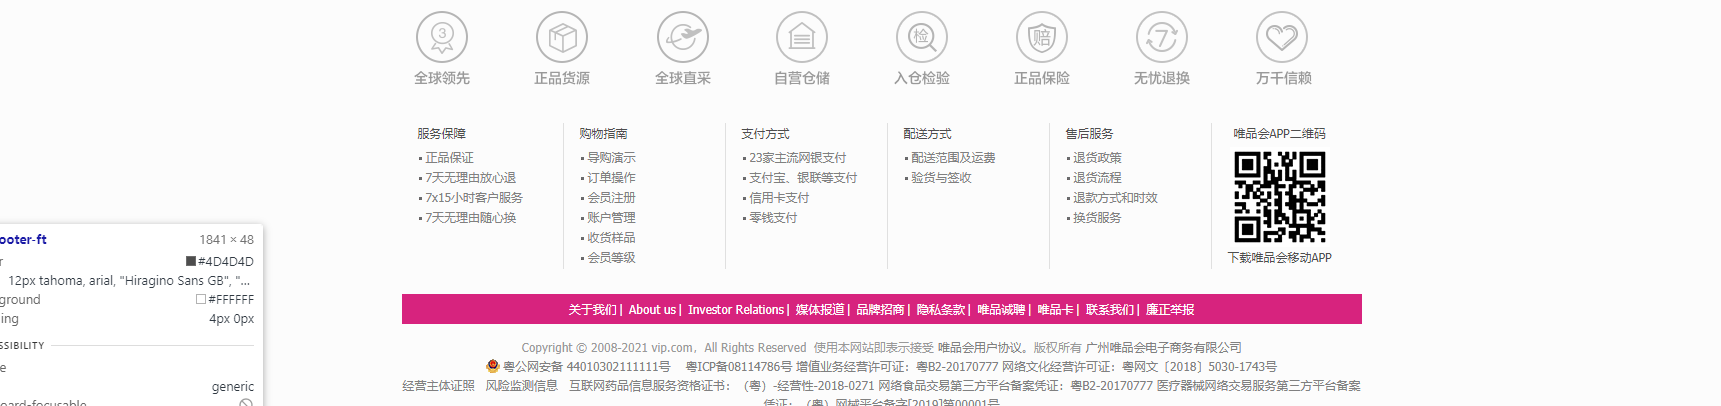 3
检
赔
7
全球领先 正品货源 全球直采 自营仓储 入仓检验 正品保险 无忧退换 万千信赖
服务保障
正品保证
7天无理由放心退
7x15小时客户服务
7天无理由随心换
购物指南
导购演示
订单操作
会员注册
账户管理
收货样品
会员等级
支付方式
23家主流网银支付
支付宝、银联等支付
信用卡支付
零钱支付
配送方式
配送范围及运费
验货与签收
售后服务
退货政策
退货流程
退款方式和时效
换货服务
唯品会APP二维码
下载唯品会移动APP
ooter-ft 1841 × 48
r #4D4D4D
12px tahoma, arial, "Hiragino Sans GB", "...
ground #FFFFFF
ing 4px 0px
SSIBILITY
e
generic
oard-focusable
关于我们 | About us | Investor Relations | 媒体报道 | 品牌招商 | 隐私条款 | 唯品诚聘 | 唯品卡 | 联系我们 | 廉正举报
Copyright © 2008-2021 vip.com，All Rights Reserved 使用本网站即表示接受 唯品会用户协议。版权所有 广州唯品会电子商务有限公司
粤公网安备 44010302111111号 粤ICP备08114786号 增值业务经营许可证：粤B2-20170777 网络文化经营许可证：粤网文〔2018〕5030-1743号
经营主体证照 风险监测信息 互联网药品信息服务资格证书：（粤）-经营性-2018-0271 网络食品交易第三方平台备案凭证：粤B2-20170777 医疗器械网络交易服务第三方平台备案
凭证：（粤）网械平台备字[2019]第00001号